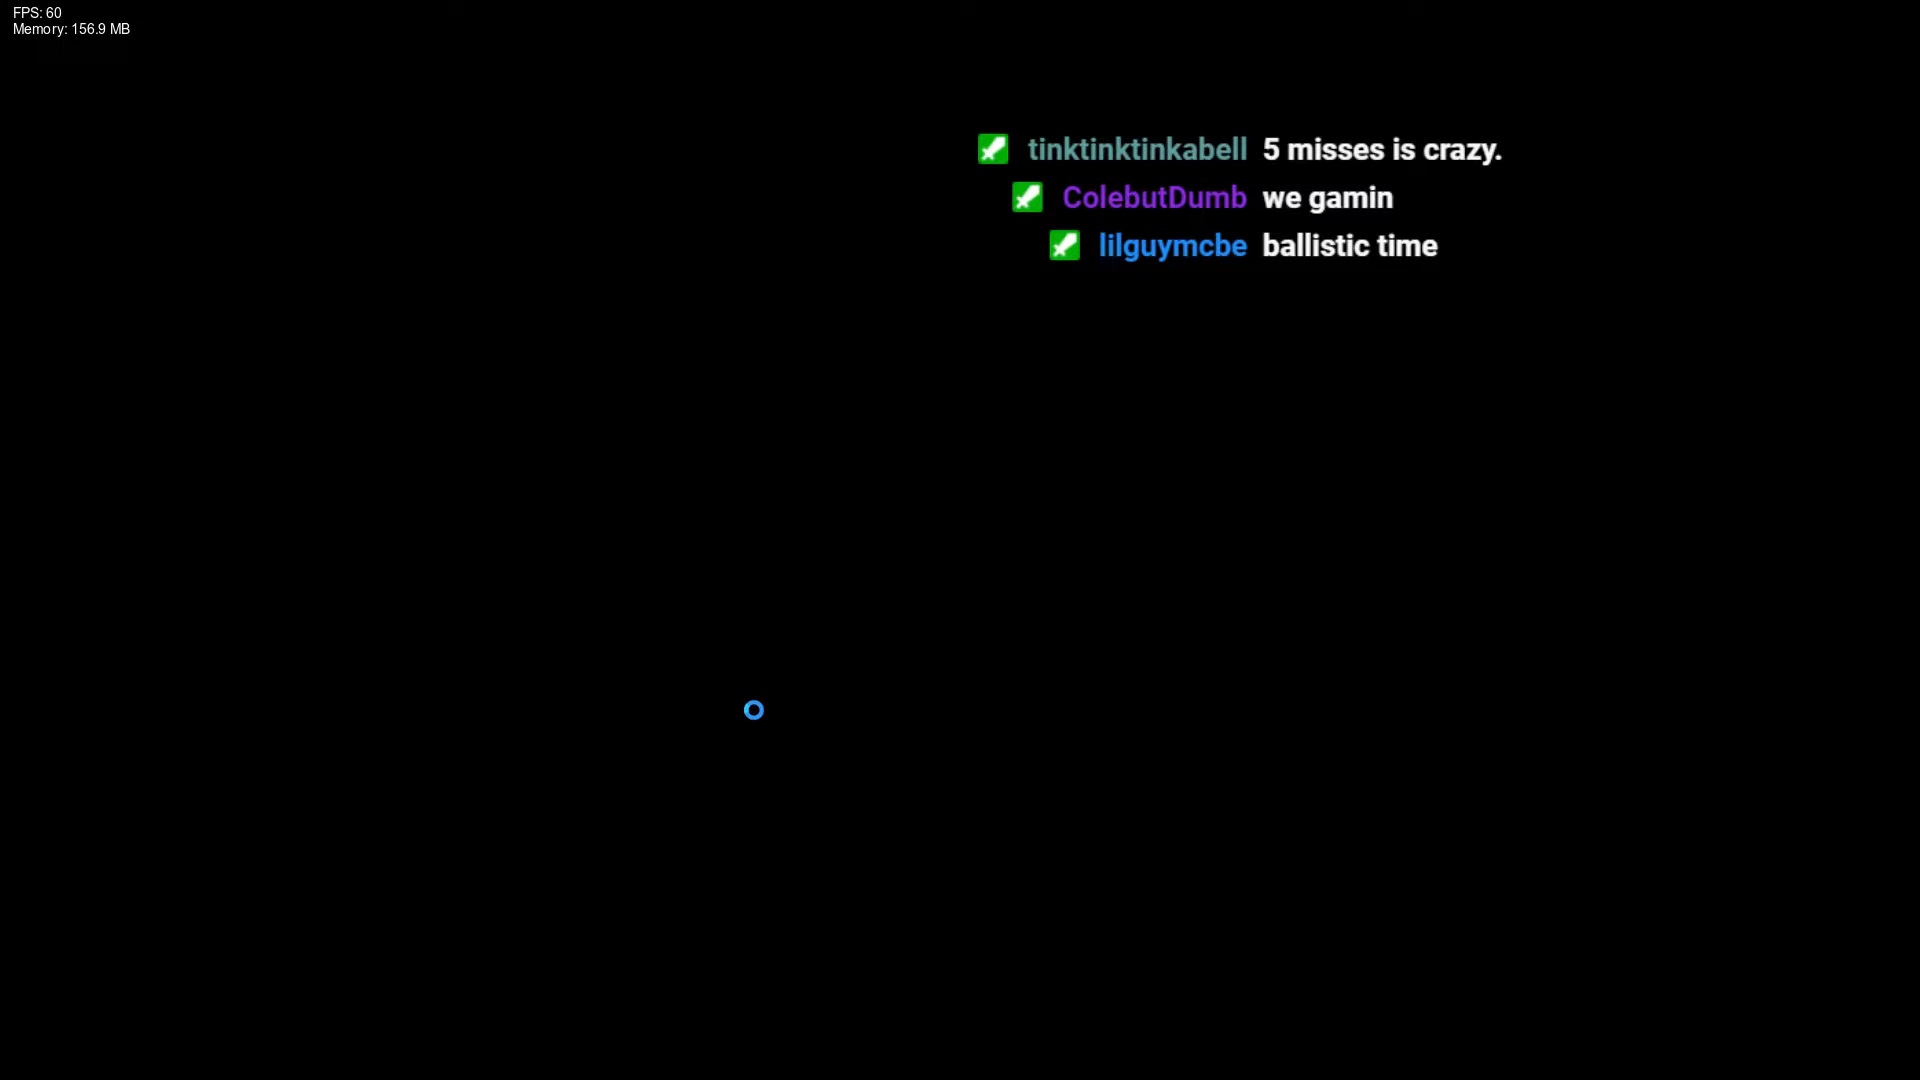 FPS: 60
Memory: 156.9 MB
tinktinktinkabell 5 misses is crazy.
ColebutDumb we gamin
lilguymcbe ballistic time